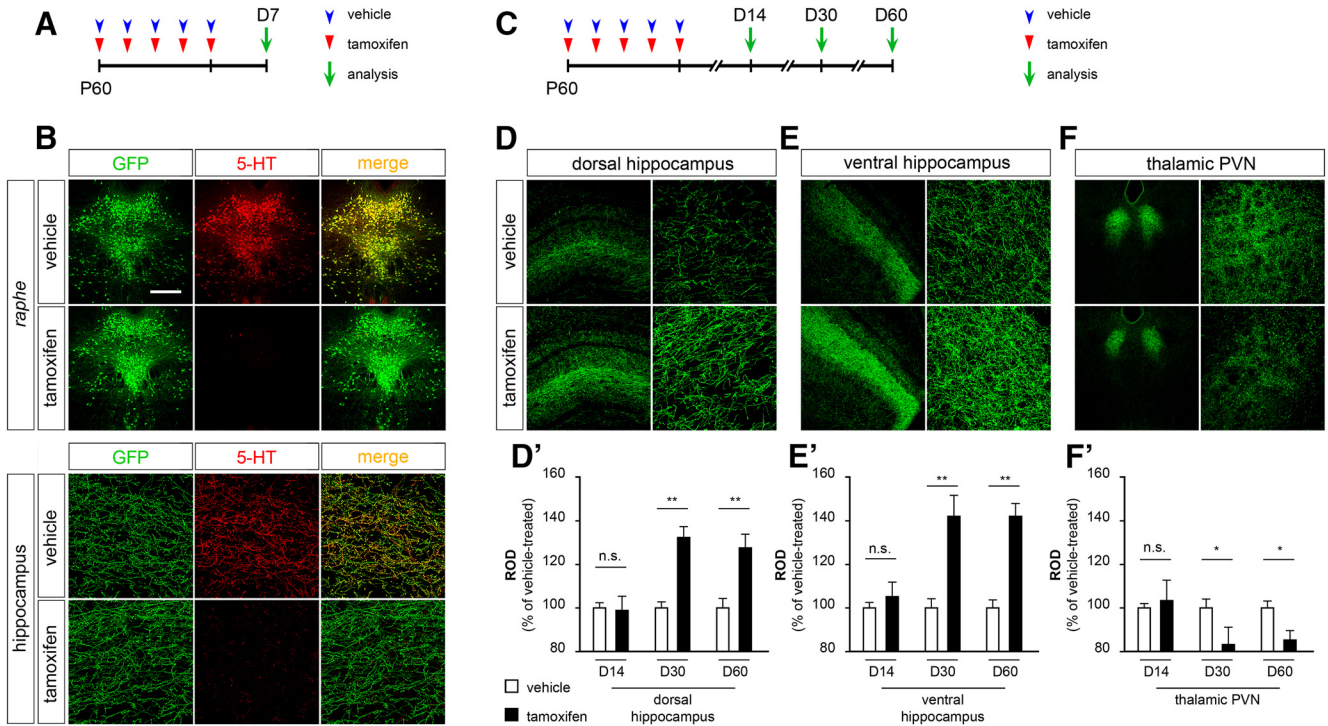 A
D7
vehicle
tamoxifen
analysis
P60
C
D14 D30 D60
vehicle
tamoxifen
analysis
P60
B
GFP 5-HT merge
raphe
vehicle
tamoxifen
GFP 5-HT merge
hippocampus
vehicle
tamoxifen
D
dorsal hippocampus
vehicle
tamoxifen
E
ventral hippocampus
F
thalamic PVN
D'
ROD
(% of vehicle-treated)
160
140
120
100
80
n.s. ** **
D14 D30 D60
dorsal
hippocampus
vehicle
tamoxifen
E'
ROD
(% of vehicle-treated)
160
140
120
100
80
n.s. ** **
D14 D30 D60
ventral
hippocampus
F'
ROD
(% of vehicle-treated)
160
140
120
100
80
n.s. * *
D14 D30 D60
thalamic PVN